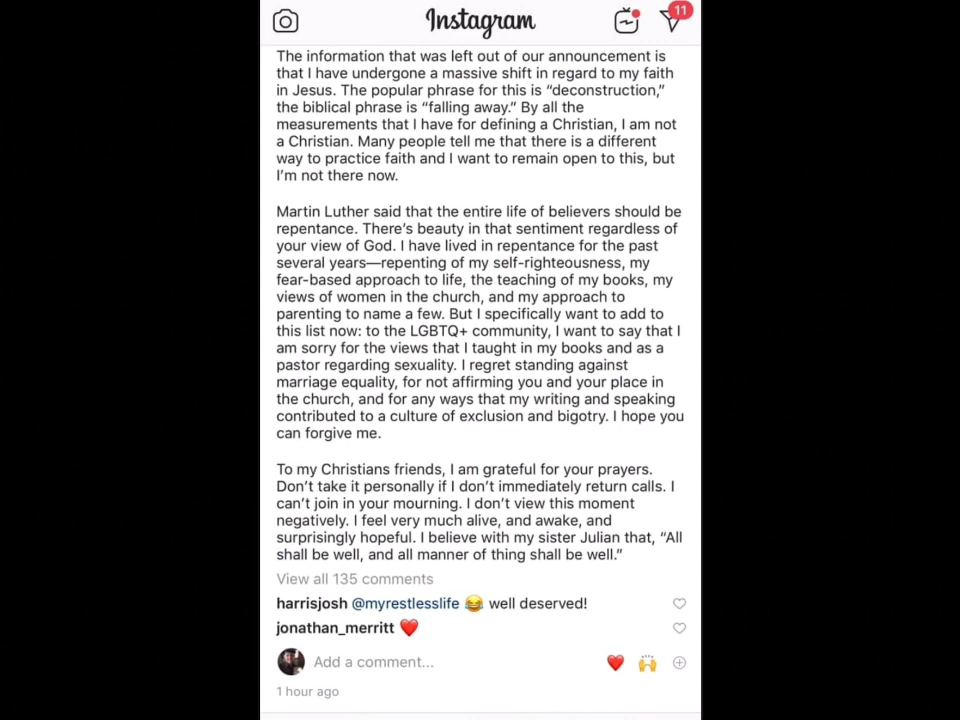 Instagram
11
The information that was left out of our announcement is
that I have undergone a massive shift in regard to my faith
in Jesus. The popular phrase for this is “deconstruction,”
the biblical phrase is “falling away.” By all the
measurements that I have for defining a Christian, I am not
a Christian. Many people tell me that there is a different
way to practice faith and I want to remain open to this, but
I’m not there now.
Martin Luther said that the entire life of believers should be
repentance. There’s beauty in that sentiment regardless of
your view of God. I have lived in repentance for the past
several years—repenting of my self-righteousness, my
fear-based approach to life, the teaching of my books, my
views of women in the church, and my approach to
parenting to name a few. But I specifically want to add to
this list now: to the LGBTQ+ community, I want to say that I
am sorry for the views that I taught in my books and as a
pastor regarding sexuality. I regret standing against
marriage equality, for not affirming you and your place in
the church, and for any ways that my writing and speaking
contributed to a culture of exclusion and bigotry. I hope you
can forgive me.
To my Christians friends, I am grateful for your prayers.
Don’t take it personally if I don’t immediately return calls. I
can’t join in your mourning. I don’t view this moment
negatively. I feel very much alive, and awake, and
surprisingly hopeful. I believe with my sister Julian that, “All
shall be well, and all manner of thing shall be well.”
View all 135 comments
harrisjosh @myrestlesslife 😂 well deserved!
jonathan_merritt ❤️
Add a comment...
1 hour ago